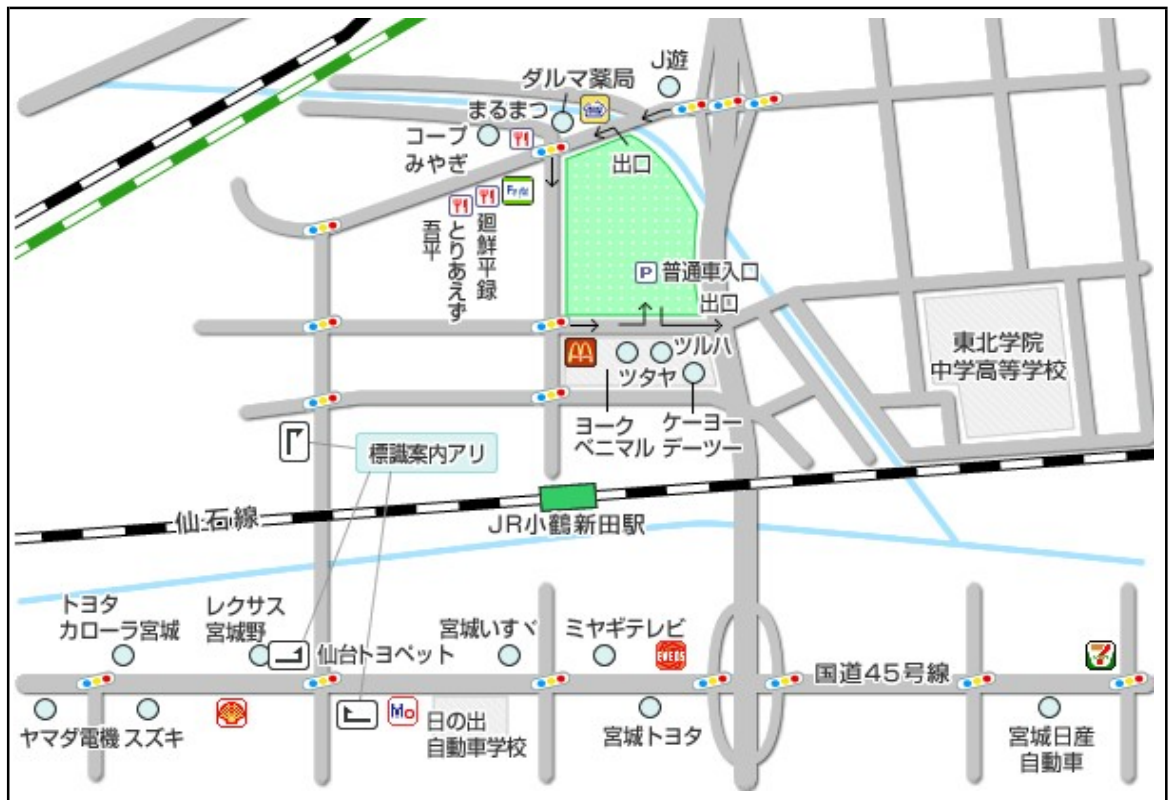 J遊
ダルマ薬局
まるまつ
コープ
みやぎ
出口
廻鮮平録
とりあえず
吾平
P
普通車入口
出口
東北学院
中学高等学校
ツルハ
ツタヤ
ヨーク
ベニマル
ケーヨー
デーツー
標識案内アリ
仙石線
JR小鶴新田駅
トヨタ
カローラ宮城
レクサス
宮城野
仙台トヨペット
宮城いすゞ
ミヤギテレビ
ENEOS
国道45号線
7
ヤマダ電機
スズキ
Mo
日の出
自動車学校
宮城トヨタ
宮城日産
自動車